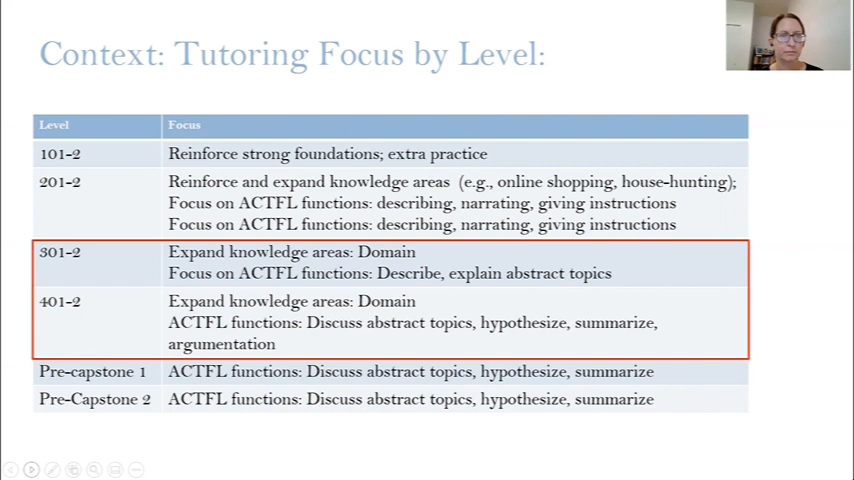 Context: Tutoring Focus by Level:
Level Focus
101-2 Reinforce strong foundations; extra practice
201-2 Reinforce and expand knowledge areas (e.g., online shopping, house-hunting);
Focus on ACTFL functions: describing, narrating, giving instructions
Focus on ACTFL functions: describing, narrating, giving instructions
301-2 Expand knowledge areas: Domain
Focus on ACTFL functions: Describe, explain abstract topics
401-2 Expand knowledge areas: Domain
ACTFL functions: Discuss abstract topics, hypothesize, summarize,
argumentation
Pre-capstone 1 ACTFL functions: Discuss abstract topics, hypothesize, summarize
Pre-Capstone 2 ACTFL functions: Discuss abstract topics, hypothesize, summarize